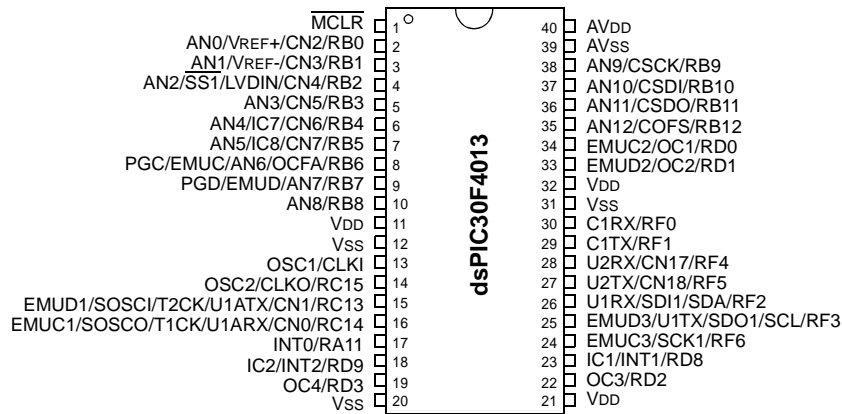 MCLR 1 40 AVDD
AN0/VREF+/CN2/RB0 2 39 AVSS
AN1/VREF-/CN3/RB1 3 38 AN9/CSCK/RB9
AN2/SS1/LVDIN/CN4/RB2 4 37 AN10/CSDI/RB10
AN3/CN5/RB3 5 36 AN11/CSDO/RB11
AN4/IC7/CN6/RB4 6 35 AN12/COFS/RB12
AN5/IC8/CN7/RB5 7 34 EMUC2/OC1/RD0
PGC/EMUC/AN6/OCFA/RB6 8 33 EMUD2/OC2/RD1
PGD/EMUD/AN7/RB7 9 32 VDD
AN8/RB8 10 31 VSS
VDD 11 30 C1RX/RF0
VSS 12 29 C1TX/RF1
OSC1/CLKI 13 28 U2RX/CN17/RF4
OSC2/CLKO/RC15 14 27 U2TX/CN18/RF5
EMUD1/SOSCI/T2CK/U1ATX/CN1/RC13 15 26 U1RX/SDI1/SDA/RF2
EMUC1/SOSCO/T1CK/U1ARX/CN0/RC14 16 25 EMUD3/U1TX/SDO1/SCL/RF3
INT0/RA11 17 24 EMUC3/SCK1/RF6
IC2/INT2/RD9 18 23 IC1/INT1/RD8
OC4/RD3 19 22 OC3/RD2
VSS 20 21 VDD
dsPIC30F4013